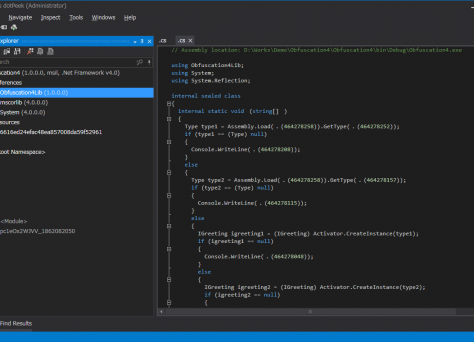 s dotPeek (Administrator)
Navigate Inspect Tools Windows Help
Explorer
.cs .cs
// Assembly location: D:\Works\Demo\Obfuscation4\Obfuscation4\bin\Debug\Obfuscation4.exe
scation4 (1.0.0.0, msil, .Net Framework v4.0)
ferences
Obfuscation4Lib (1.0.0.0)
mscorlib (4.0.0.0)
System (4.0.0.0)
sources
6616ed24efac48ea857008da59f52961
oot Namespace>
<Module>
using Obfuscation4Lib;
using System;
using System.Reflection;
internal sealed class
{
internal static void (string[] )
{
Type type1 = Assembly.Load( . (464278258)).GetType( . (464278252));
if (type1 == (Type) null)
{
Console.WriteLine( . (464278208));
}
else
{
Type type2 = Assembly.Load( . (464278258)).GetType( . (464278157));
if (type2 == (Type) null)
{
Console.WriteLine( . (464278115));
}
else
{
IGreeting igreeting1 = (IGreeting) Activator.CreateInstance(type1);
if (igreeting1 == null)
{
Console.WriteLine( . (464278048));
}
else
{
IGreeting igreeting2 = (IGreeting) Activator.CreateInstance(type2);
if (igreeting2 == null)
{
Find Results